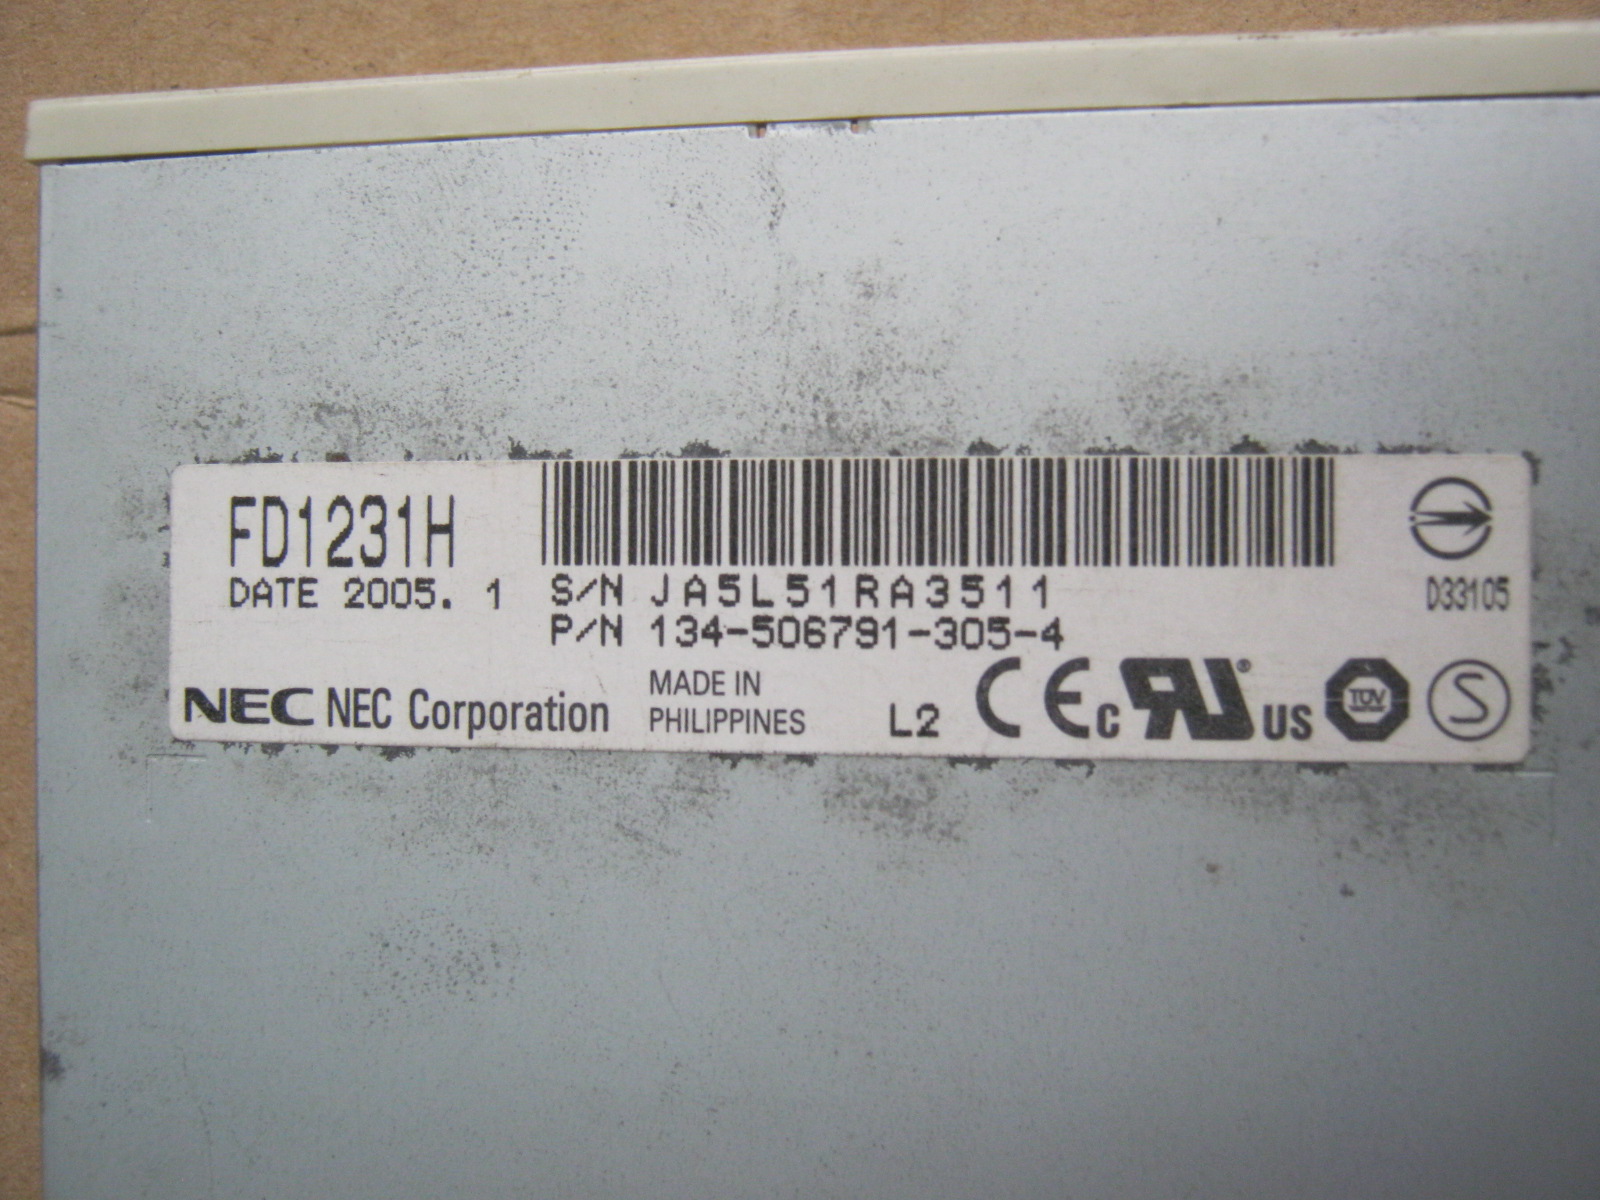 FD1231H
DATE 2005. 1
S/N JA5L51RA3511
P/N 134-506791-305-4
D33105
NEC NEC Corporation
MADE IN
PHILIPPINES
L2
CE
c RU® US
TÜV
S